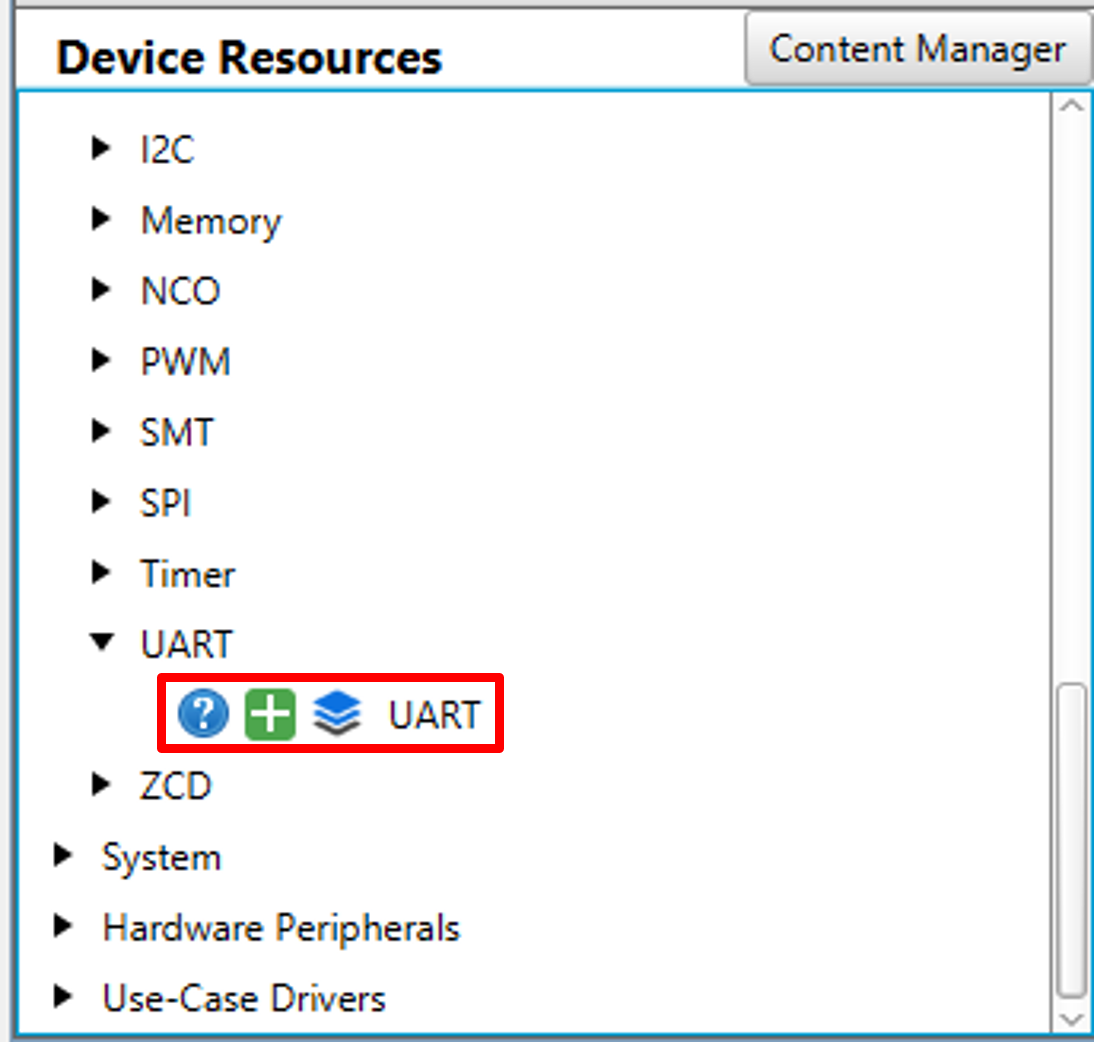 Device Resources
Content Manager
I2C
Memory
NCO
PWM
SMT
SPI
Timer
UART
? UART
ZCD
System
Hardware Peripherals
Use-Case Drivers